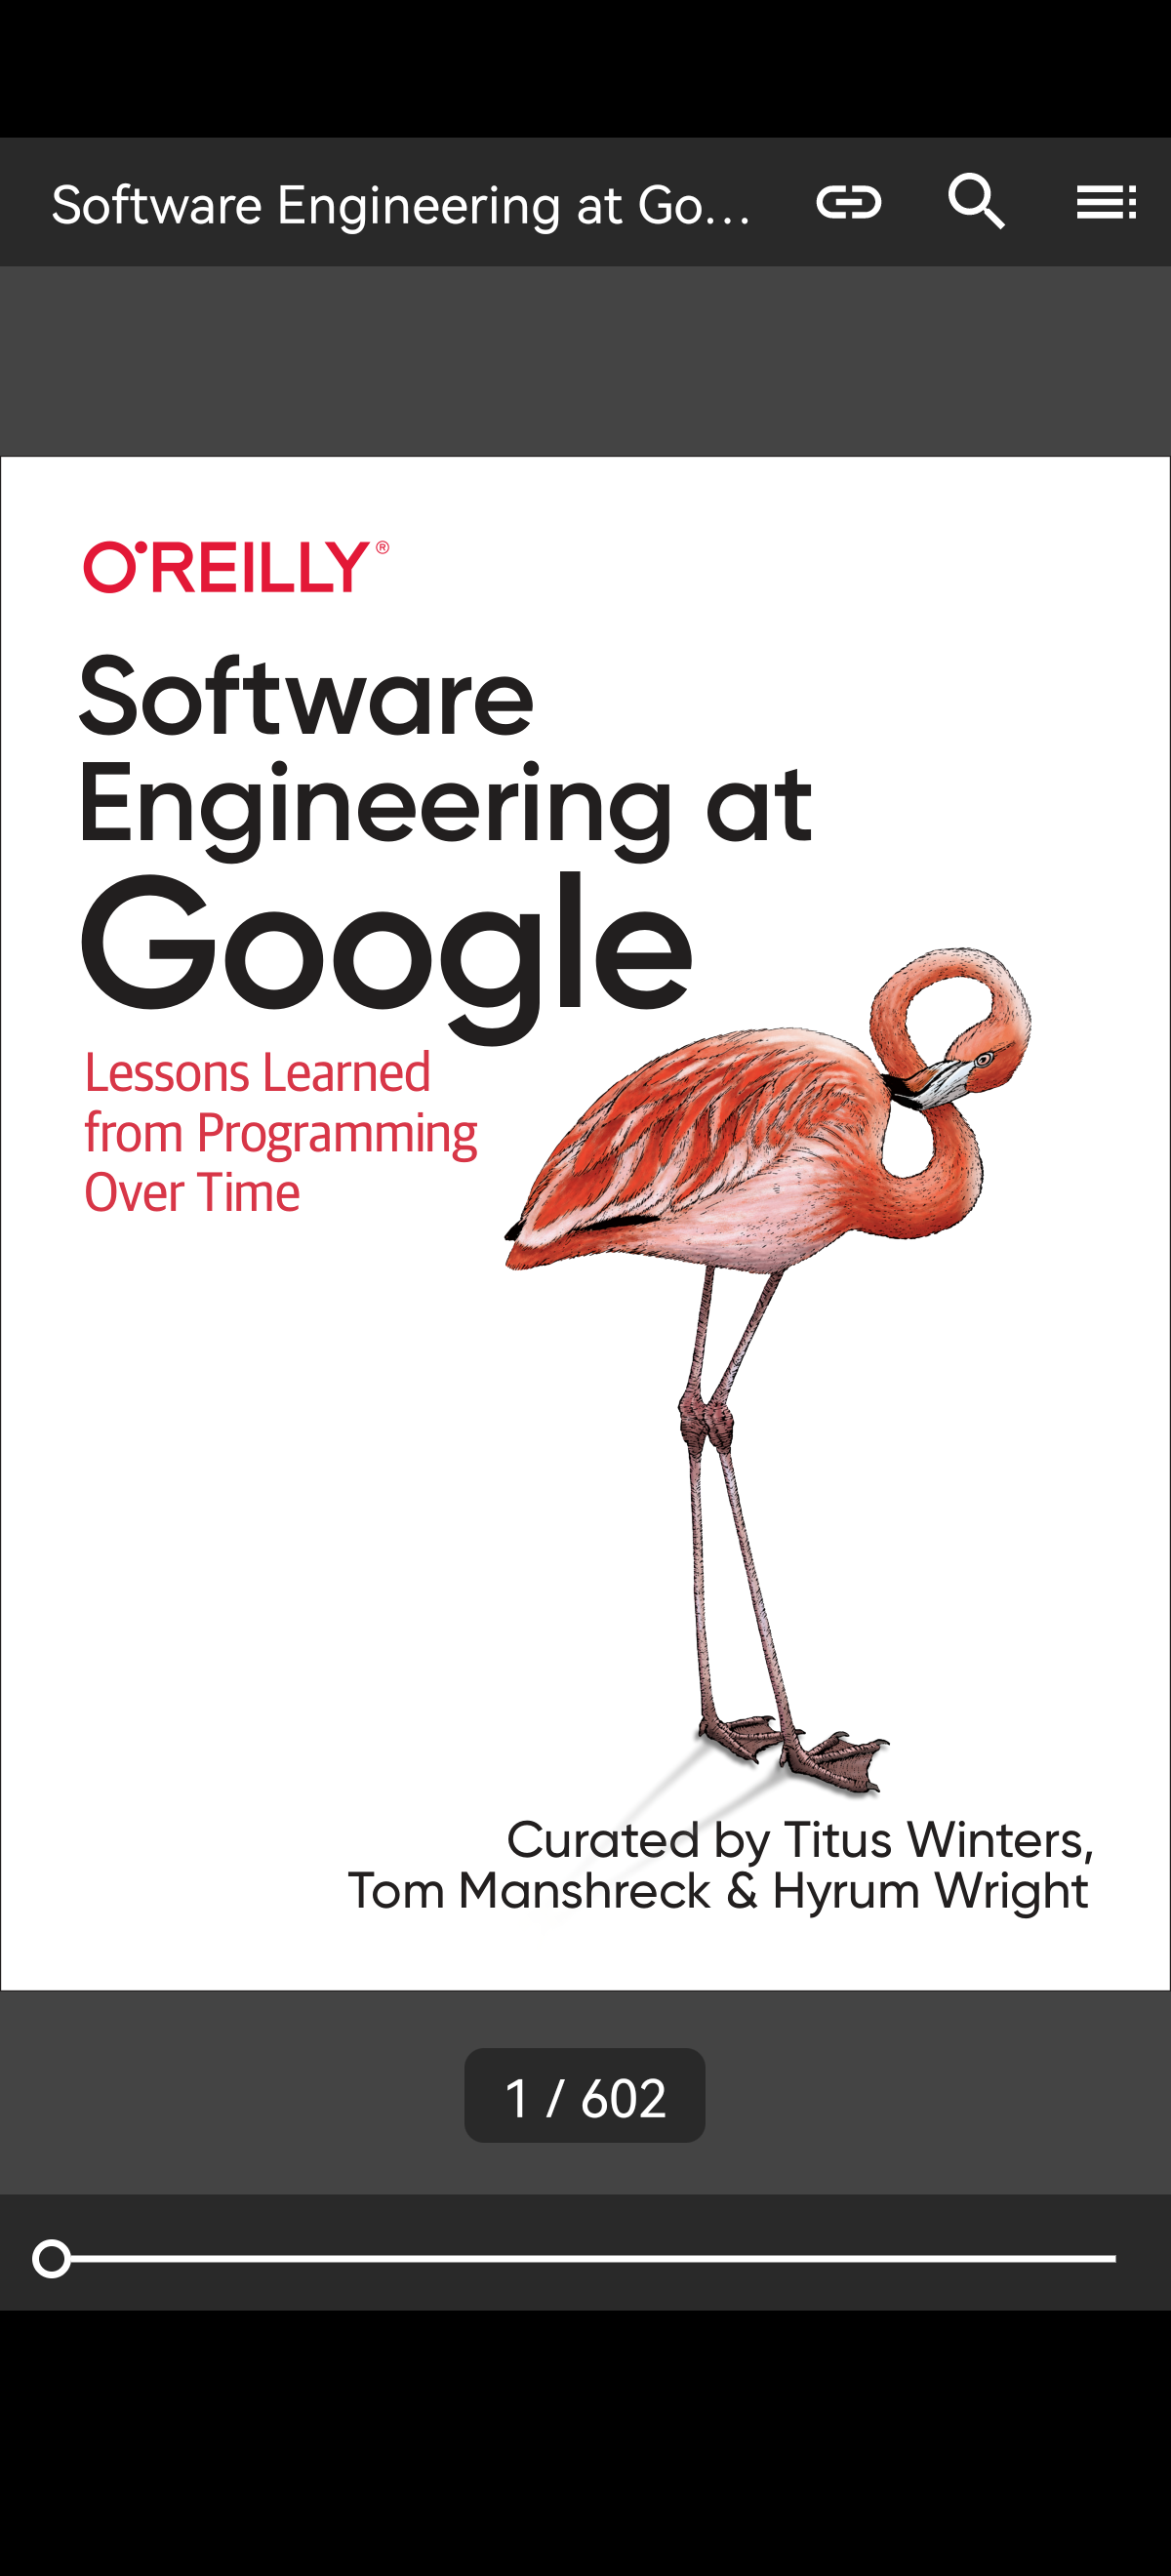 Software Engineering at Go...
O'REILLY®
Software
Engineering at
Google
Lessons Learned
from Programming
Over Time
Curated by Titus Winters,
Tom Manshreck & Hyrum Wright
1 / 602